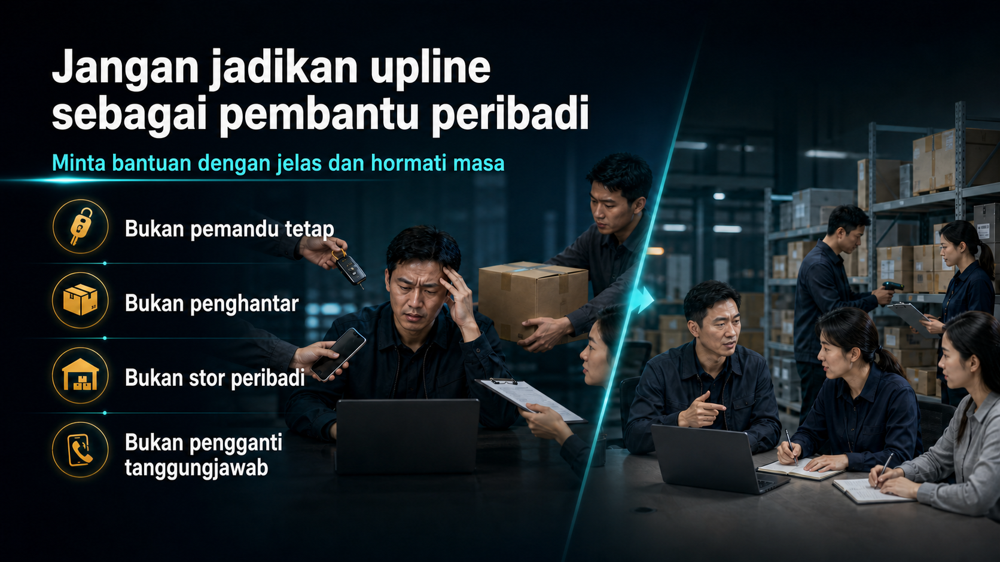 Jangan jadikan upline
sebagai pembantu peribadi
Minta bantuan dengan jelas dan hormati masa
Bukan pemandu tetap
Bukan penghantar
Bukan stor peribadi
Bukan pengganti
tanggungjawab